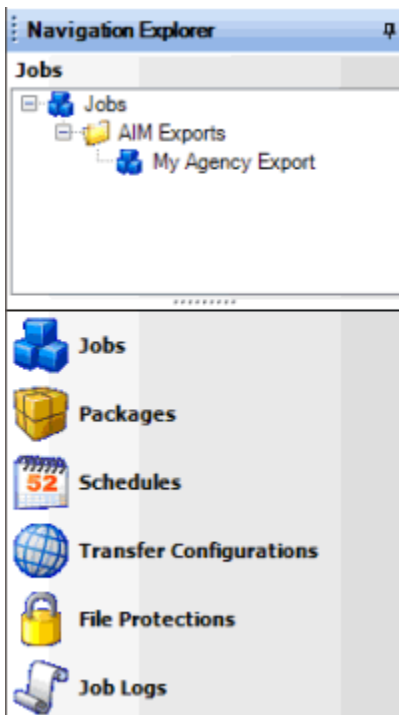 Navigation Explorer
Jobs
Jobs
AIM Exports
My Agency Export
Jobs
Packages
52
Schedules
Transfer Configurations
File Protections
Job Logs